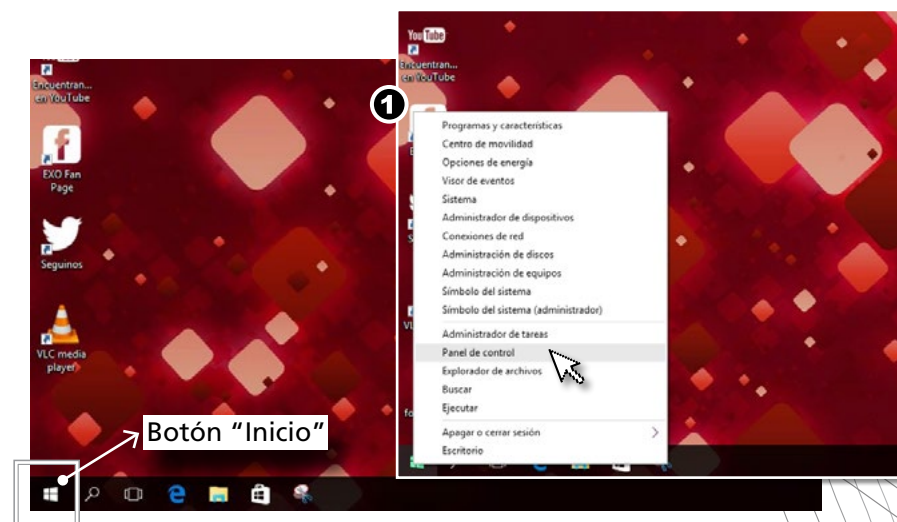 Encuentran...
en YouTube
EXO Fan
Page
Seguinos
VLC media
player
Botón “Inicio”
1
You Tube
Encuentran...
en YouTube
Programas y características
Centro de movilidad
Opciones de energía
Visor de eventos
Sistema
Administrador de dispositivos
Conexiones de red
Administración de discos
Administración de equipos
Símbolo del sistema
Símbolo del sistema (administrador)
Administrador de tareas
Panel de control
Explorador de archivos
Buscar
Ejecutar
Apagar o cerrar sesión
Escritorio